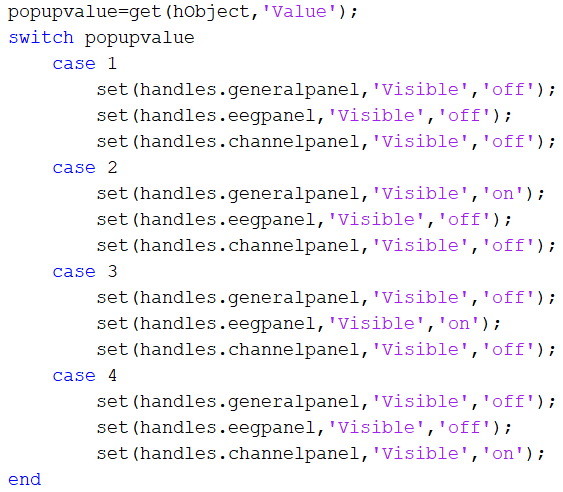 popupvalue=get(hObject,'Value');
switch popupvalue
    case 1
        set(handles.generalpanel,'Visible','off');
        set(handles.eegpanel,'Visible','off');
        set(handles.channelpanel,'Visible','off');
    case 2
        set(handles.generalpanel,'Visible','on');
        set(handles.eegpanel,'Visible','off');
        set(handles.channelpanel,'Visible','off');
    case 3
        set(handles.generalpanel,'Visible','off');
        set(handles.eegpanel,'Visible','on');
        set(handles.channelpanel,'Visible','off');
    case 4
        set(handles.generalpanel,'Visible','off');
        set(handles.eegpanel,'Visible','off');
        set(handles.channelpanel,'Visible','on');
end